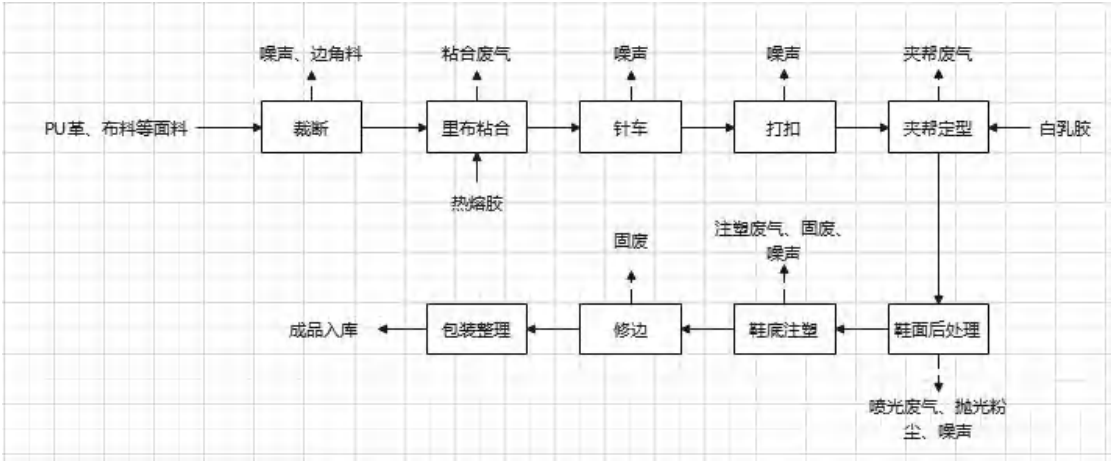 噪声、边角料
粘合废气
噪声
噪声
夹帮废气
PU革、布料等面料
裁断
里布粘合
针车
打扣
夹帮定型
白乳胶
热熔胶
固废
注塑废气、固废、
噪声
成品入库
包装整理
修边
鞋底注塑
鞋面后处理
喷光废气、抛光粉
尘、噪声